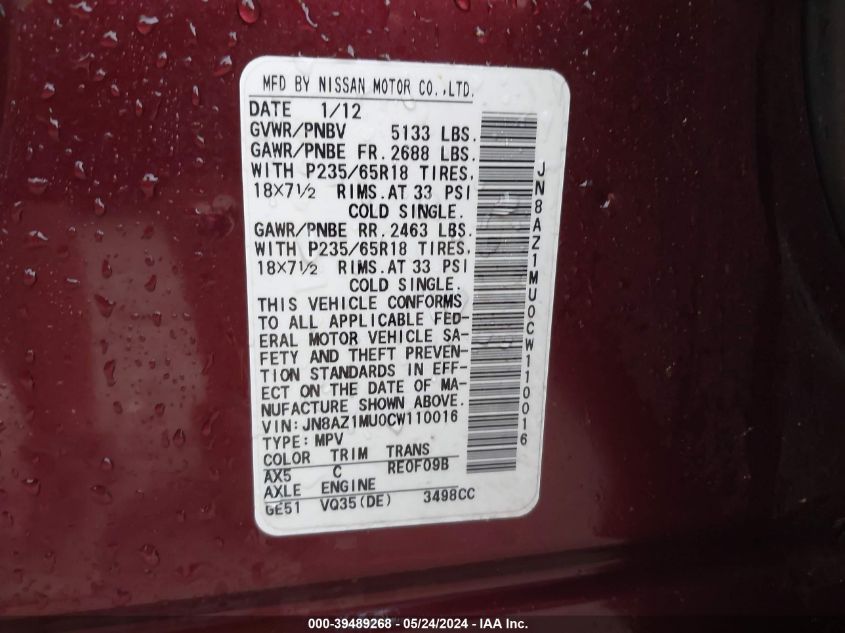 MFD BY NISSAN MOTOR CO.,LTD.
DATE 1/12
GVWR/PNBV 5133 LBS.
GAWR/PNBE FR. 2688 LBS.
WITH P235/65R18 TIRES,
18X7½ RIMS. AT 33 PSI
COLD SINGLE.
GAWR/PNBE RR. 2463 LBS.
WITH P235/65R18 TIRES,
18X7½ RIMS. AT 33 PSI
COLD SINGLE.
THIS VEHICLE CONFORMS
TO ALL APPLICABLE FED-
ERAL MOTOR VEHICLE SA-
FETY AND THEFT PREVEN-
TION STANDARDS IN EFF-
ECT ON THE DATE OF MA-
NUFACTURE SHOWN ABOVE.
VIN: JN8AZ1MU0CW110016
TYPE: MPV
COLOR TRIM TRANS
AX5 C RE0F09B
AXLE ENGINE
GE51 VQ35(DE) 3498CC
JN8AZ1MU0CW110016
000-39489268 - 05/24/2024 - IAA Inc.